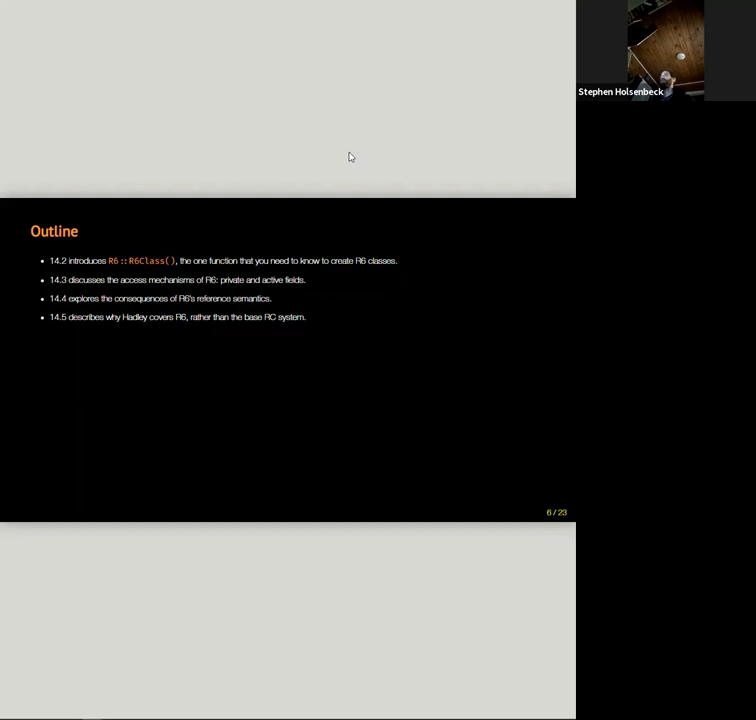 Stephen Holsenbeck
Outline
14.2 introduces R6::R6Class(), the one function that you need to know to create R6 classes.
14.3 discusses the access mechanisms of R6: private and active fields.
14.4 explores the consequences of R6's reference semantics.
14.5 describes why Hadley covers R6, rather than the base RC system.
6 / 23